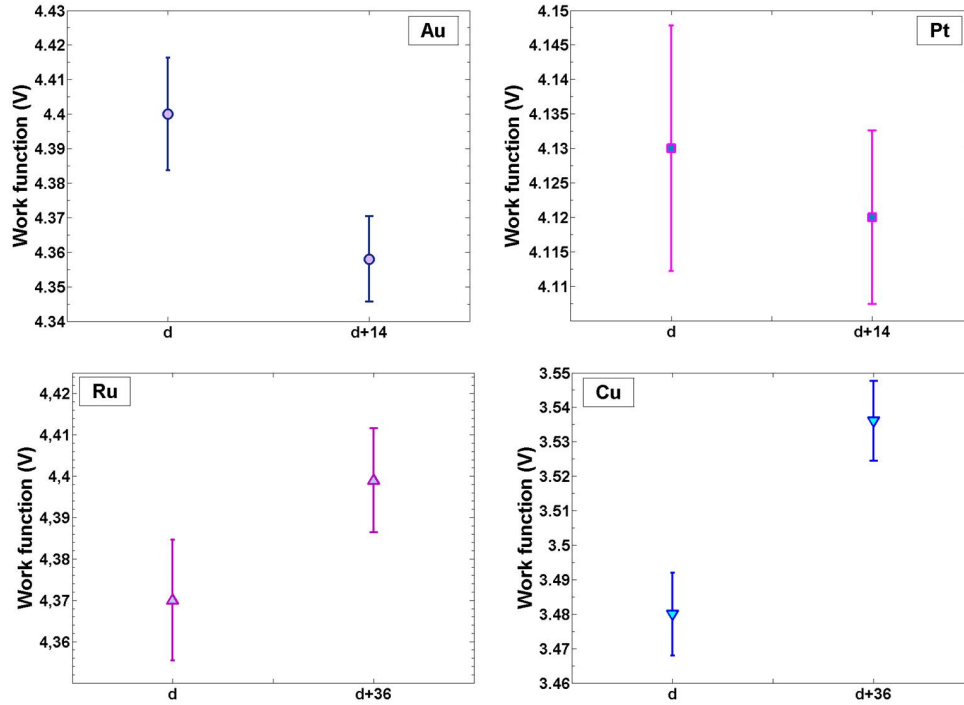 Au
Work function (V)
4.43
4.42
4.41
4.4
4.39
4.38
4.37
4.36
4.35
4.34
d
d+14
Pt
Work function (V)
4.15
4.145
4.14
4.135
4.13
4.125
4.12
4.115
4.11
d
d+14
Ru
Work function (V)
4,42
4,41
4,4
4,39
4,38
4,37
4,36
d
d+36
Cu
Work function (V)
3.55
3.54
3.53
3.52
3.51
3.5
3.49
3.48
3.47
3.46
d
d+36